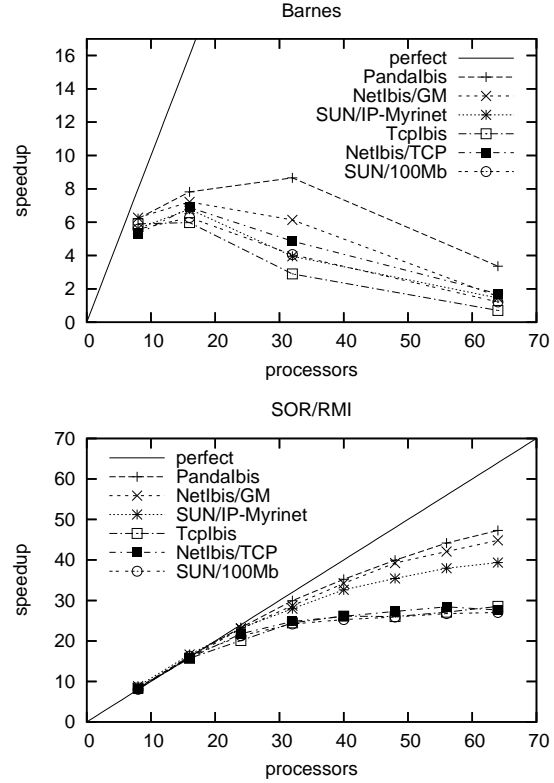 Barnes
16
14
12
10
8
6
4
2
0
speedup
perfect
PandaIbis
NetIbis/GM
SUN/IP-Myrinet
TcpIbis
NetIbis/TCP
SUN/100Mb
0 10 20 30 40 50 60 70
processors
SOR/RMI
70
60
50
40
30
20
10
0
speedup
perfect
PandaIbis
NetIbis/GM
SUN/IP-Myrinet
TcpIbis
NetIbis/TCP
SUN/100Mb
0 10 20 30 40 50 60 70
processors